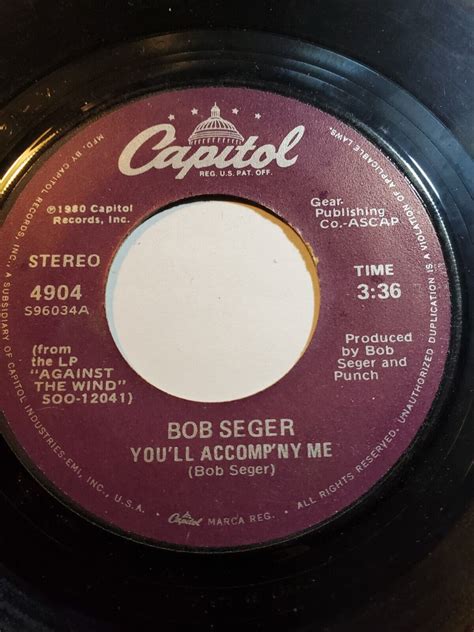 Capitol
REG. U.S. PAT. OFF.
℗1980 Capitol
Records, Inc.
Gear
Publishing
Co.-ASCAP
STEREO
TIME
4904
3:36
S96034A
(from
the LP
"AGAINST
THE WIND"
SOO-12041)
Produced
by Bob
Seger and
Punch
BOB SEGER
YOU'LL ACCOMP'NY ME
(Bob Seger)
Capitol MARCA REG.
MFD. BY CAPITOL RECORDS, INC., A SUBSIDIARY OF CAPITOL INDUSTRIES-EMI, INC., U.S.A.
ALL RIGHTS RESERVED. UNAUTHORIZED DUPLICATION IS A VIOLATION OF APPLICABLE LAWS.